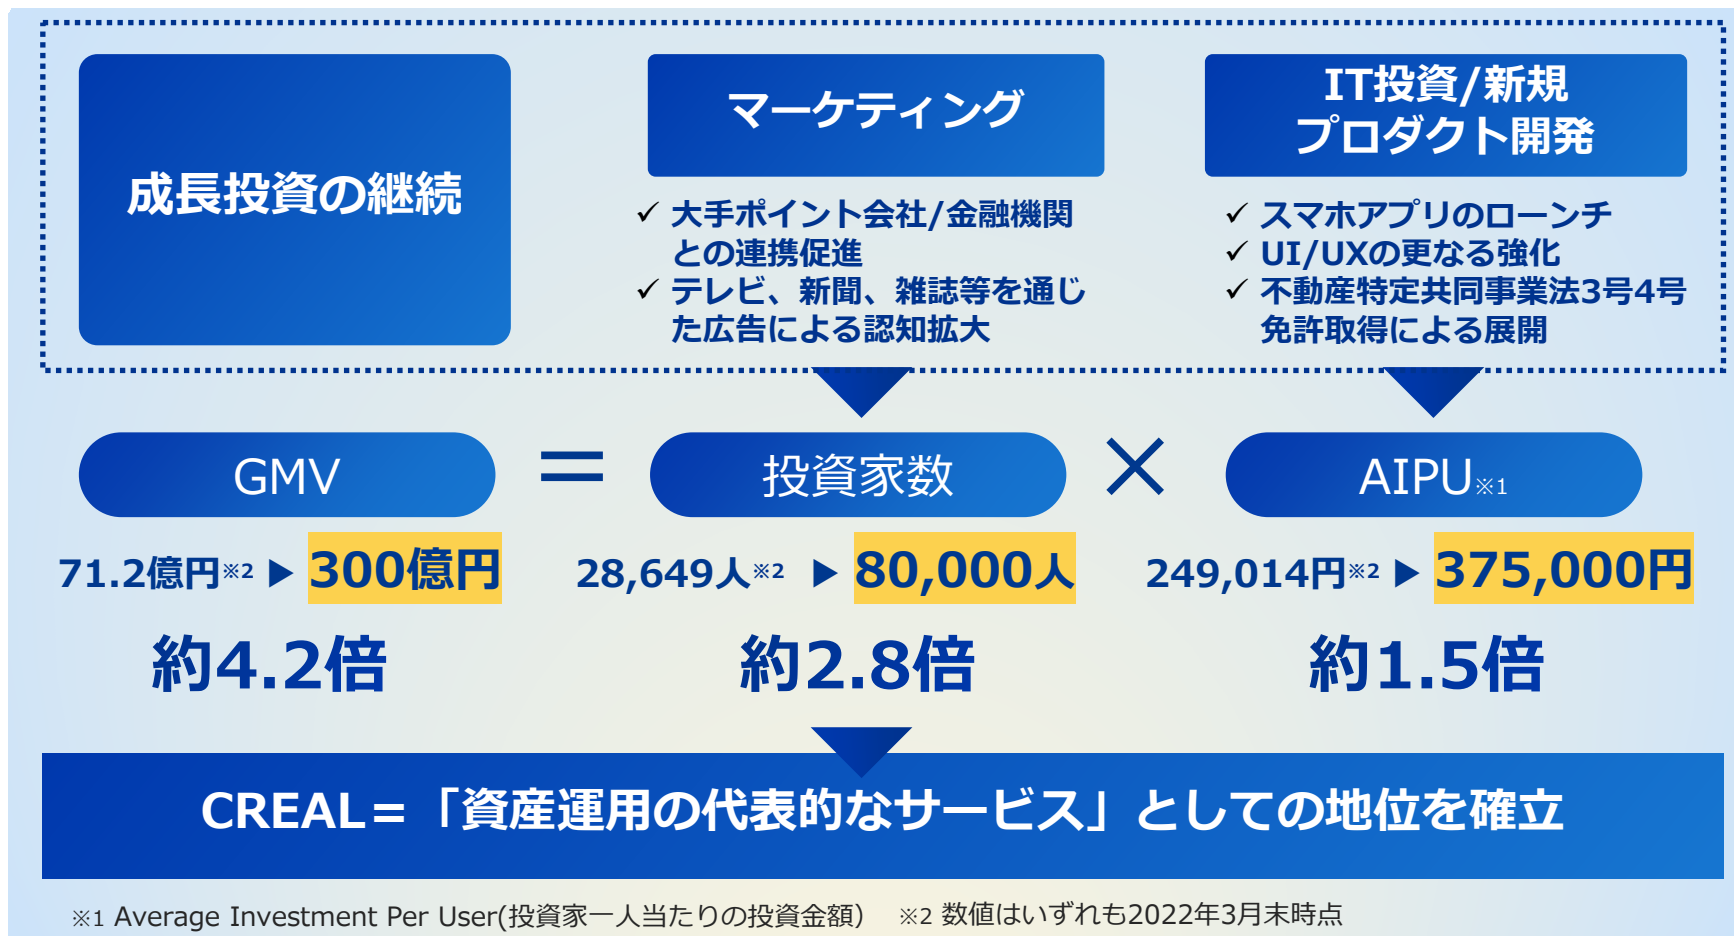 成長投資の継続
マーケティング
✓ 大手ポイント会社/金融機関
との連携促進
✓ テレビ、新聞、雑誌等を通じ
た広告による認知拡大
IT投資/新規
プロダクト開発
✓ スマホアプリのローンチ
✓ UI/UXの更なる強化
✓ 不動産特定共同事業法3号4号
免許取得による展開
GMV = 投資家数 × AIPU※1
71.2億円※2 ▶ 300億円
28,649人※2 ▶ 80,000人
249,014円※2 ▶ 375,000円
約4.2倍
約2.8倍
約1.5倍
CREAL=「資産運用の代表的なサービス」としての地位を確立
※1 Average Investment Per User(投資家一人当たりの投資金額） ※2 数値はいずれも2022年3月末時点